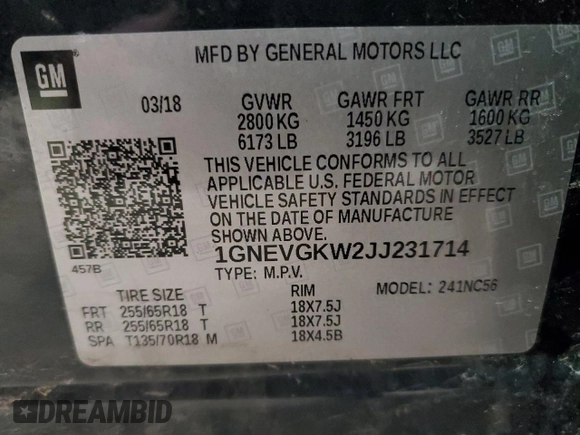 GM
MFD BY GENERAL MOTORS LLC
03/18 GVWR GAWR FRT GAWR RR
2800 KG 1450 KG 1600 KG
6173 LB 3196 LB 3527 LB
THIS VEHICLE CONFORMS TO ALL
APPLICABLE U.S. FEDERAL MOTOR
VEHICLE SAFETY STANDARDS IN EFFECT
ON THE DATE OF MANUFACTURE
SHOWN ABOVE.
457B
1GNEVGKW2JJ231714
TYPE: M.P.V. MODEL: 241NC56
TIRE SIZE RIM
FRT 255/65R18 T 18X7.5J
RR 255/65R18 T 18X7.5J
SPA T135/70R18 M 18X4.5B
DREAMBID